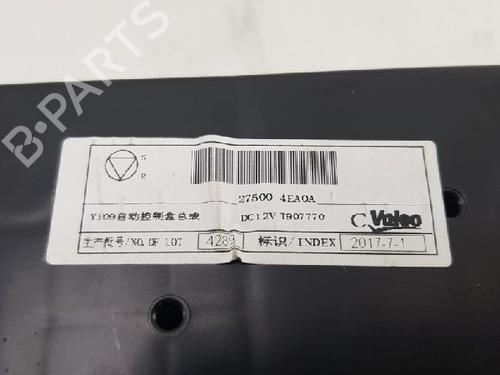 B-PARTS
S
R
27500 4EA0A
Y109自动控制盒总成 DC12V T907770
C Valeo
生产批号/NO.OF LOT 4289 标识/INDEX 2017-7-1